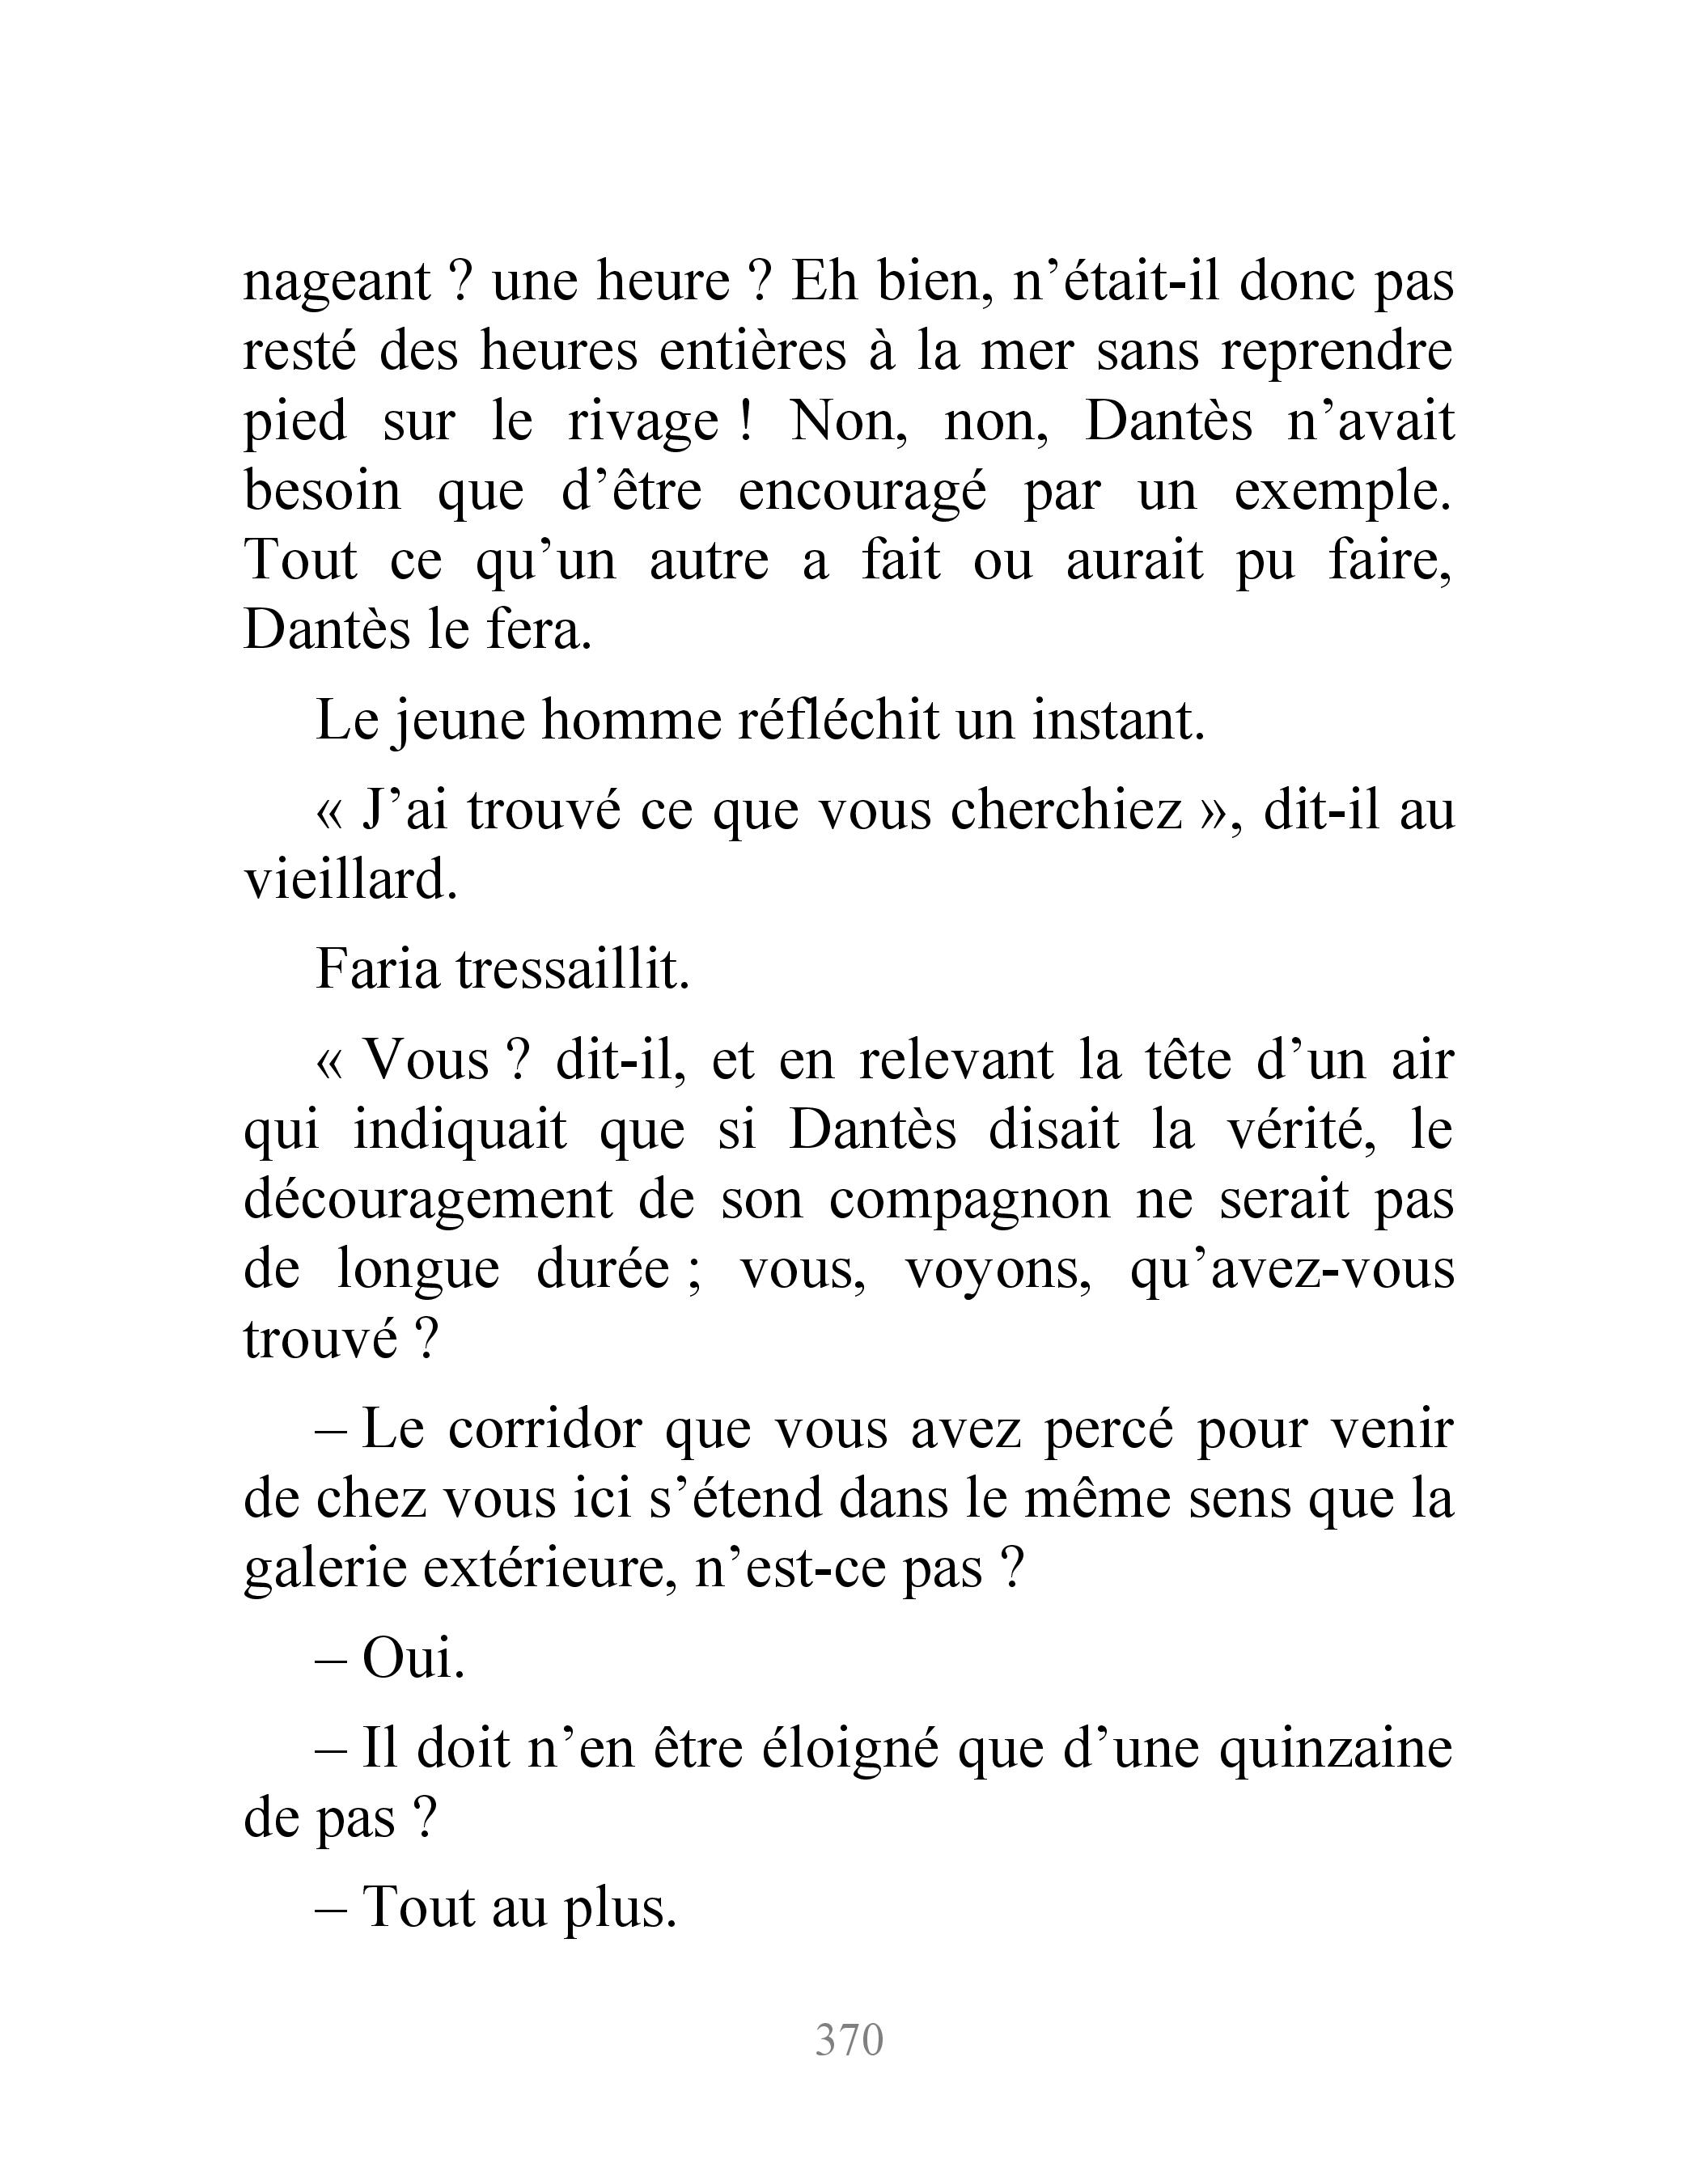 nageant ? une heure ? Eh bien, n’était-il donc pas
resté des heures entières à la mer sans reprendre
pied sur le rivage ! Non, non, Dantès n’avait
besoin que d’être encouragé par un exemple.
Tout ce qu’un autre a fait ou aurait pu faire,
Dantès le fera.
Le jeune homme réfléchit un instant.
« J’ai trouvé ce que vous cherchiez », dit-il au
vieillard.
Faria tressaillit.
« Vous ? dit-il, et en relevant la tête d’un air
qui indiquait que si Dantès disait la vérité, le
découragement de son compagnon ne serait pas
de longue durée ; vous, voyons, qu’avez-vous
trouvé ?
– Le corridor que vous avez percé pour venir
de chez vous ici s’étend dans le même sens que la
galerie extérieure, n’est-ce pas ?
– Oui.
– Il doit n’en être éloigné que d’une quinzaine
de pas ?
– Tout au plus.
370